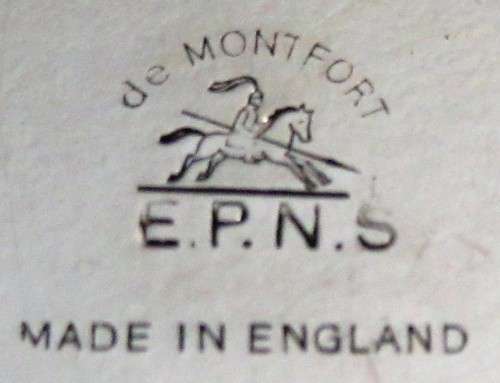 de MONTFORT
E.P.N.S
MADE IN ENGLAND